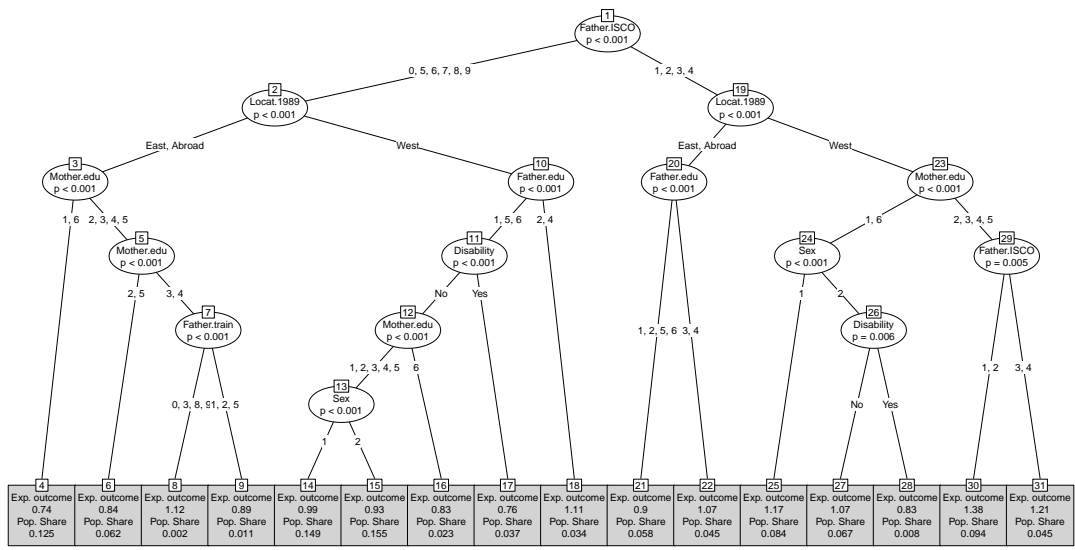 1
Father.ISCO
p < 0.001
0, 5, 6, 7, 8, 9
1, 2, 3, 4
2
Locat.1989
p < 0.001
19
Locat.1989
p < 0.001
East, Abroad
West
East, Abroad
West
3
Mother.edu
p < 0.001
10
Father.edu
p < 0.001
20
Father.edu
p < 0.001
23
Mother.edu
p < 0.001
1, 6
2, 3, 4, 5
1, 5, 6
2, 4
1, 6
2, 3, 4, 5
5
Mother.edu
p < 0.001
11
Disability
p < 0.001
24
Sex
p < 0.001
29
Father.ISCO
p = 0.005
2, 5
3, 4
No
Yes
1
2
7
Father.train
p < 0.001
12
Mother.edu
p < 0.001
1, 2, 5, 6
3, 4
26
Disability
p = 0.006
1, 2, 3, 4, 5
6
1, 2
3, 4
13
Sex
p < 0.001
0, 3, 8, 9
1, 2, 5
No
Yes
1
2
4
Exp. outcome
0.74
Pop. Share
0.125
6
Exp. outcome
0.84
Pop. Share
0.062
8
Exp. outcome
1.12
Pop. Share
0.002
9
Exp. outcome
0.89
Pop. Share
0.011
14
Exp. outcome
0.99
Pop. Share
0.149
15
Exp. outcome
0.93
Pop. Share
0.155
16
Exp. outcome
0.83
Pop. Share
0.023
17
Exp. outcome
0.76
Pop. Share
0.037
18
Exp. outcome
1.11
Pop. Share
0.034
21
Exp. outcome
0.9
Pop. Share
0.058
22
Exp. outcome
1.07
Pop. Share
0.045
25
Exp. outcome
1.17
Pop. Share
0.084
27
Exp. outcome
1.07
Pop. Share
0.067
28
Exp. outcome
0.83
Pop. Share
0.008
30
Exp. outcome
1.38
Pop. Share
0.094
31
Exp. outcome
1.21
Pop. Share
0.045